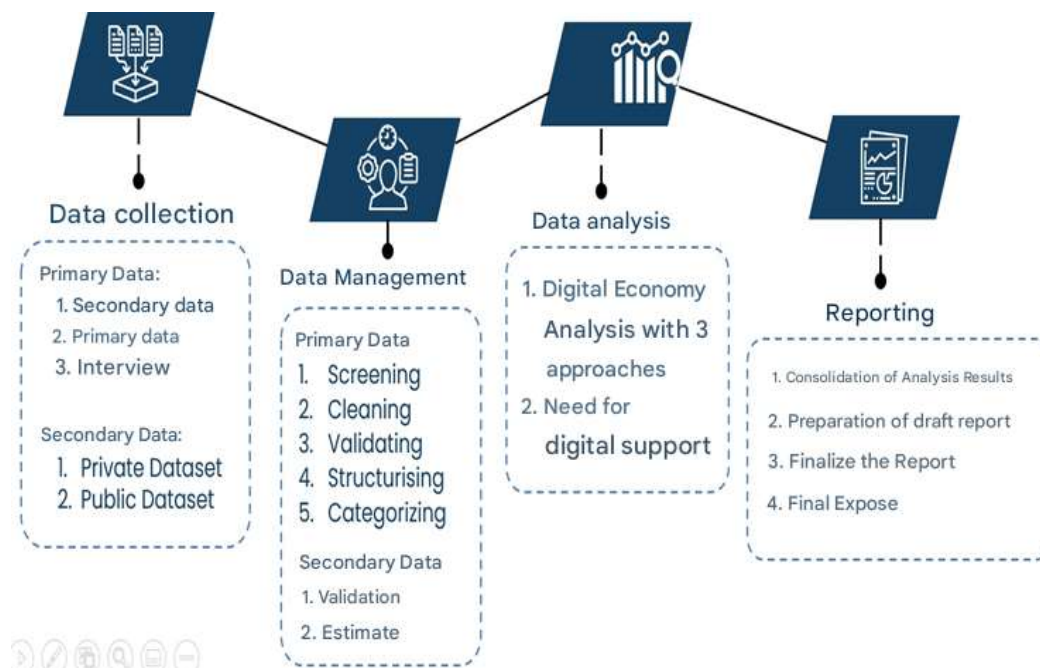 Data collection
Primary Data:
1. Secondary data
2. Primary data
3. Interview
Secondary Data:
1. Private Dataset
2. Public Dataset
Data Management
Primary Data
1. Screening
2. Cleaning
3. Validating
4. Structurising
5. Categorizing
Secondary Data
1. Validation
2. Estimate
Data analysis
1. Digital Economy
Analysis with 3
approaches
2. Need for
digital support
Reporting
1. Consolidation of Analysis Results
2. Preparation of draft report
3. Finalize the Report
4. Final Expose